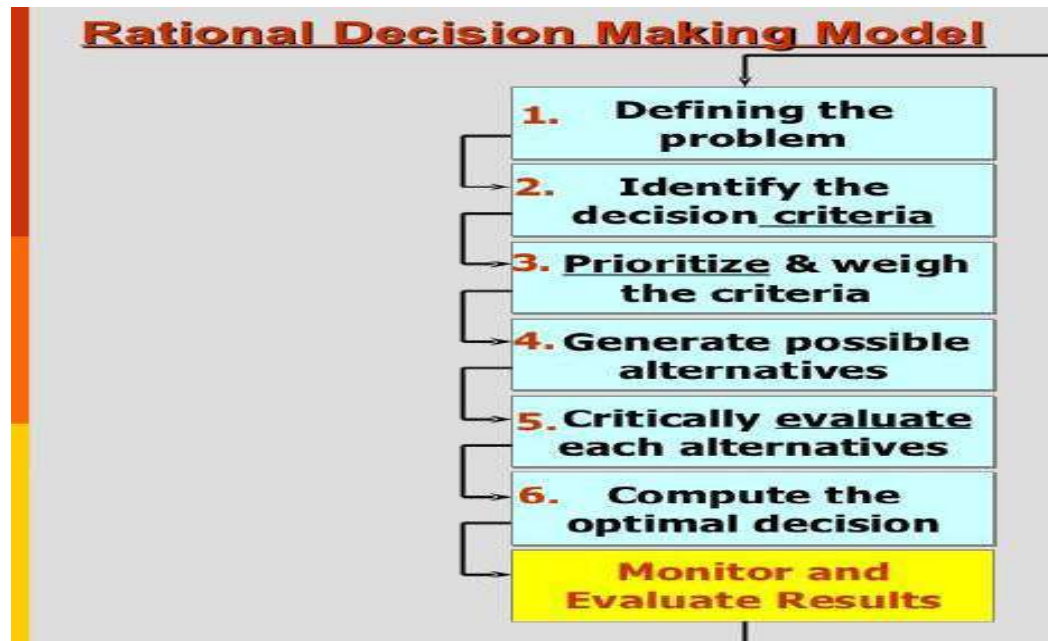 Rational Decision Making Model
1. Defining the
problem
2. Identify the
decision criteria
3. Prioritize & weigh
the criteria
4. Generate possible
alternatives
5. Critically evaluate
each alternatives
6. Compute the
optimal decision
Monitor and
Evaluate Results